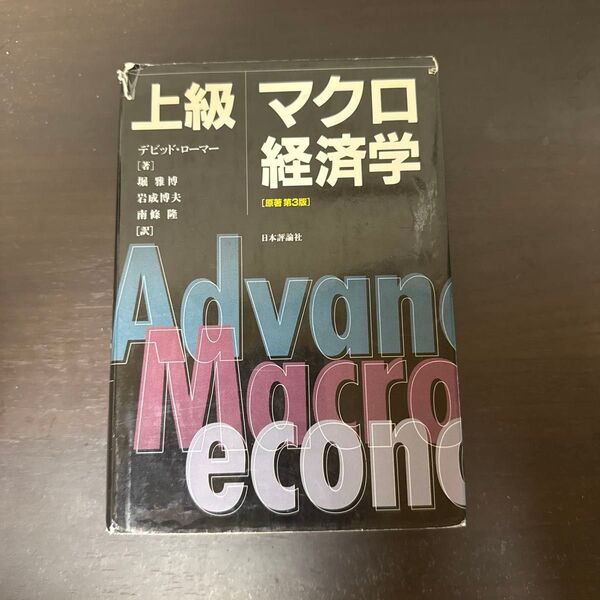 上級
マクロ
経済学
[原著 第3版]
デビッド・ローマー
[著]
堀 雅博
岩成博夫
南條 隆
[訳]
日本評論社
Advanc
Macro
econo